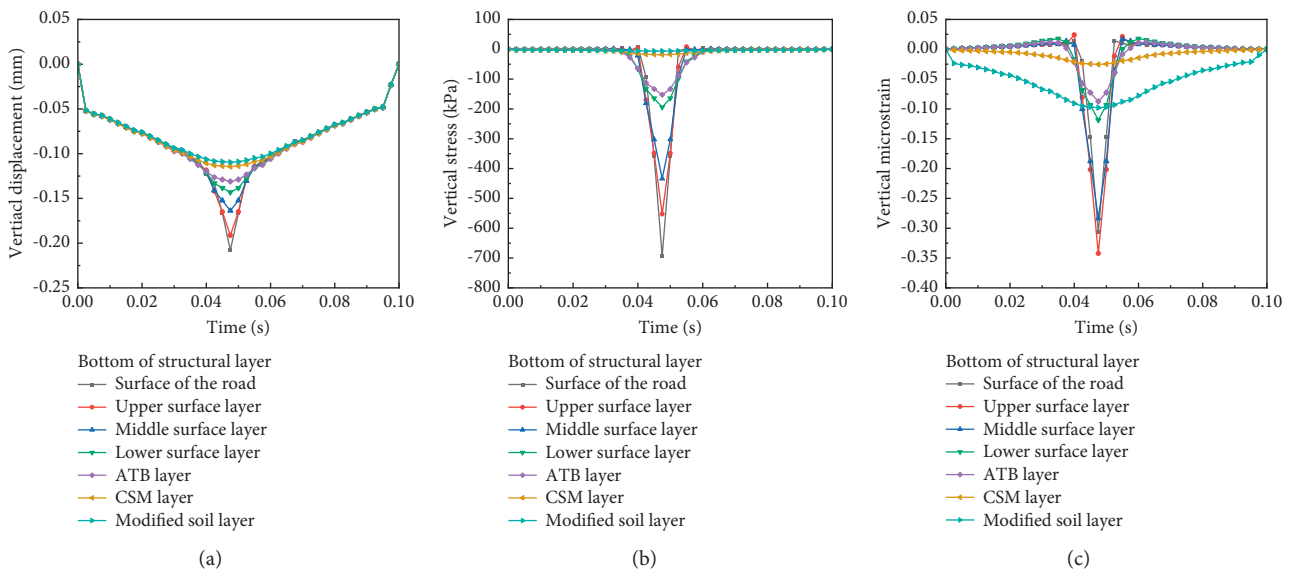 0.05
0.00
-0.05
-0.10
-0.15
-0.20
-0.25
Vertiacl displacement (mm)
0.00 0.02 0.04 0.06 0.08 0.10
Time (s)
Bottom of structural layer
Surface of the road
Upper surface layer
Middle surface layer
Lower surface layer
ATB layer
CSM layer
Modified soil layer
(a)
100
0
-100
-200
-300
-400
-500
-600
-700
-800
Vertical stress (kPa)
0.00 0.02 0.04 0.06 0.08 0.10
Time (s)
Bottom of structural layer
Surface of the road
Upper surface layer
Middle surface layer
Lower surface layer
ATB layer
CSM layer
Modified soil layer
(b)
0.05
0.00
-0.05
-0.10
-0.15
-0.20
-0.25
-0.30
-0.35
-0.40
Vertical microstrain
0.00 0.02 0.04 0.06 0.08 0.10
Time (s)
Bottom of structural layer
Surface of the road
Upper surface layer
Middle surface layer
Lower surface layer
ATB layer
CSM layer
Modified soil layer
(c)